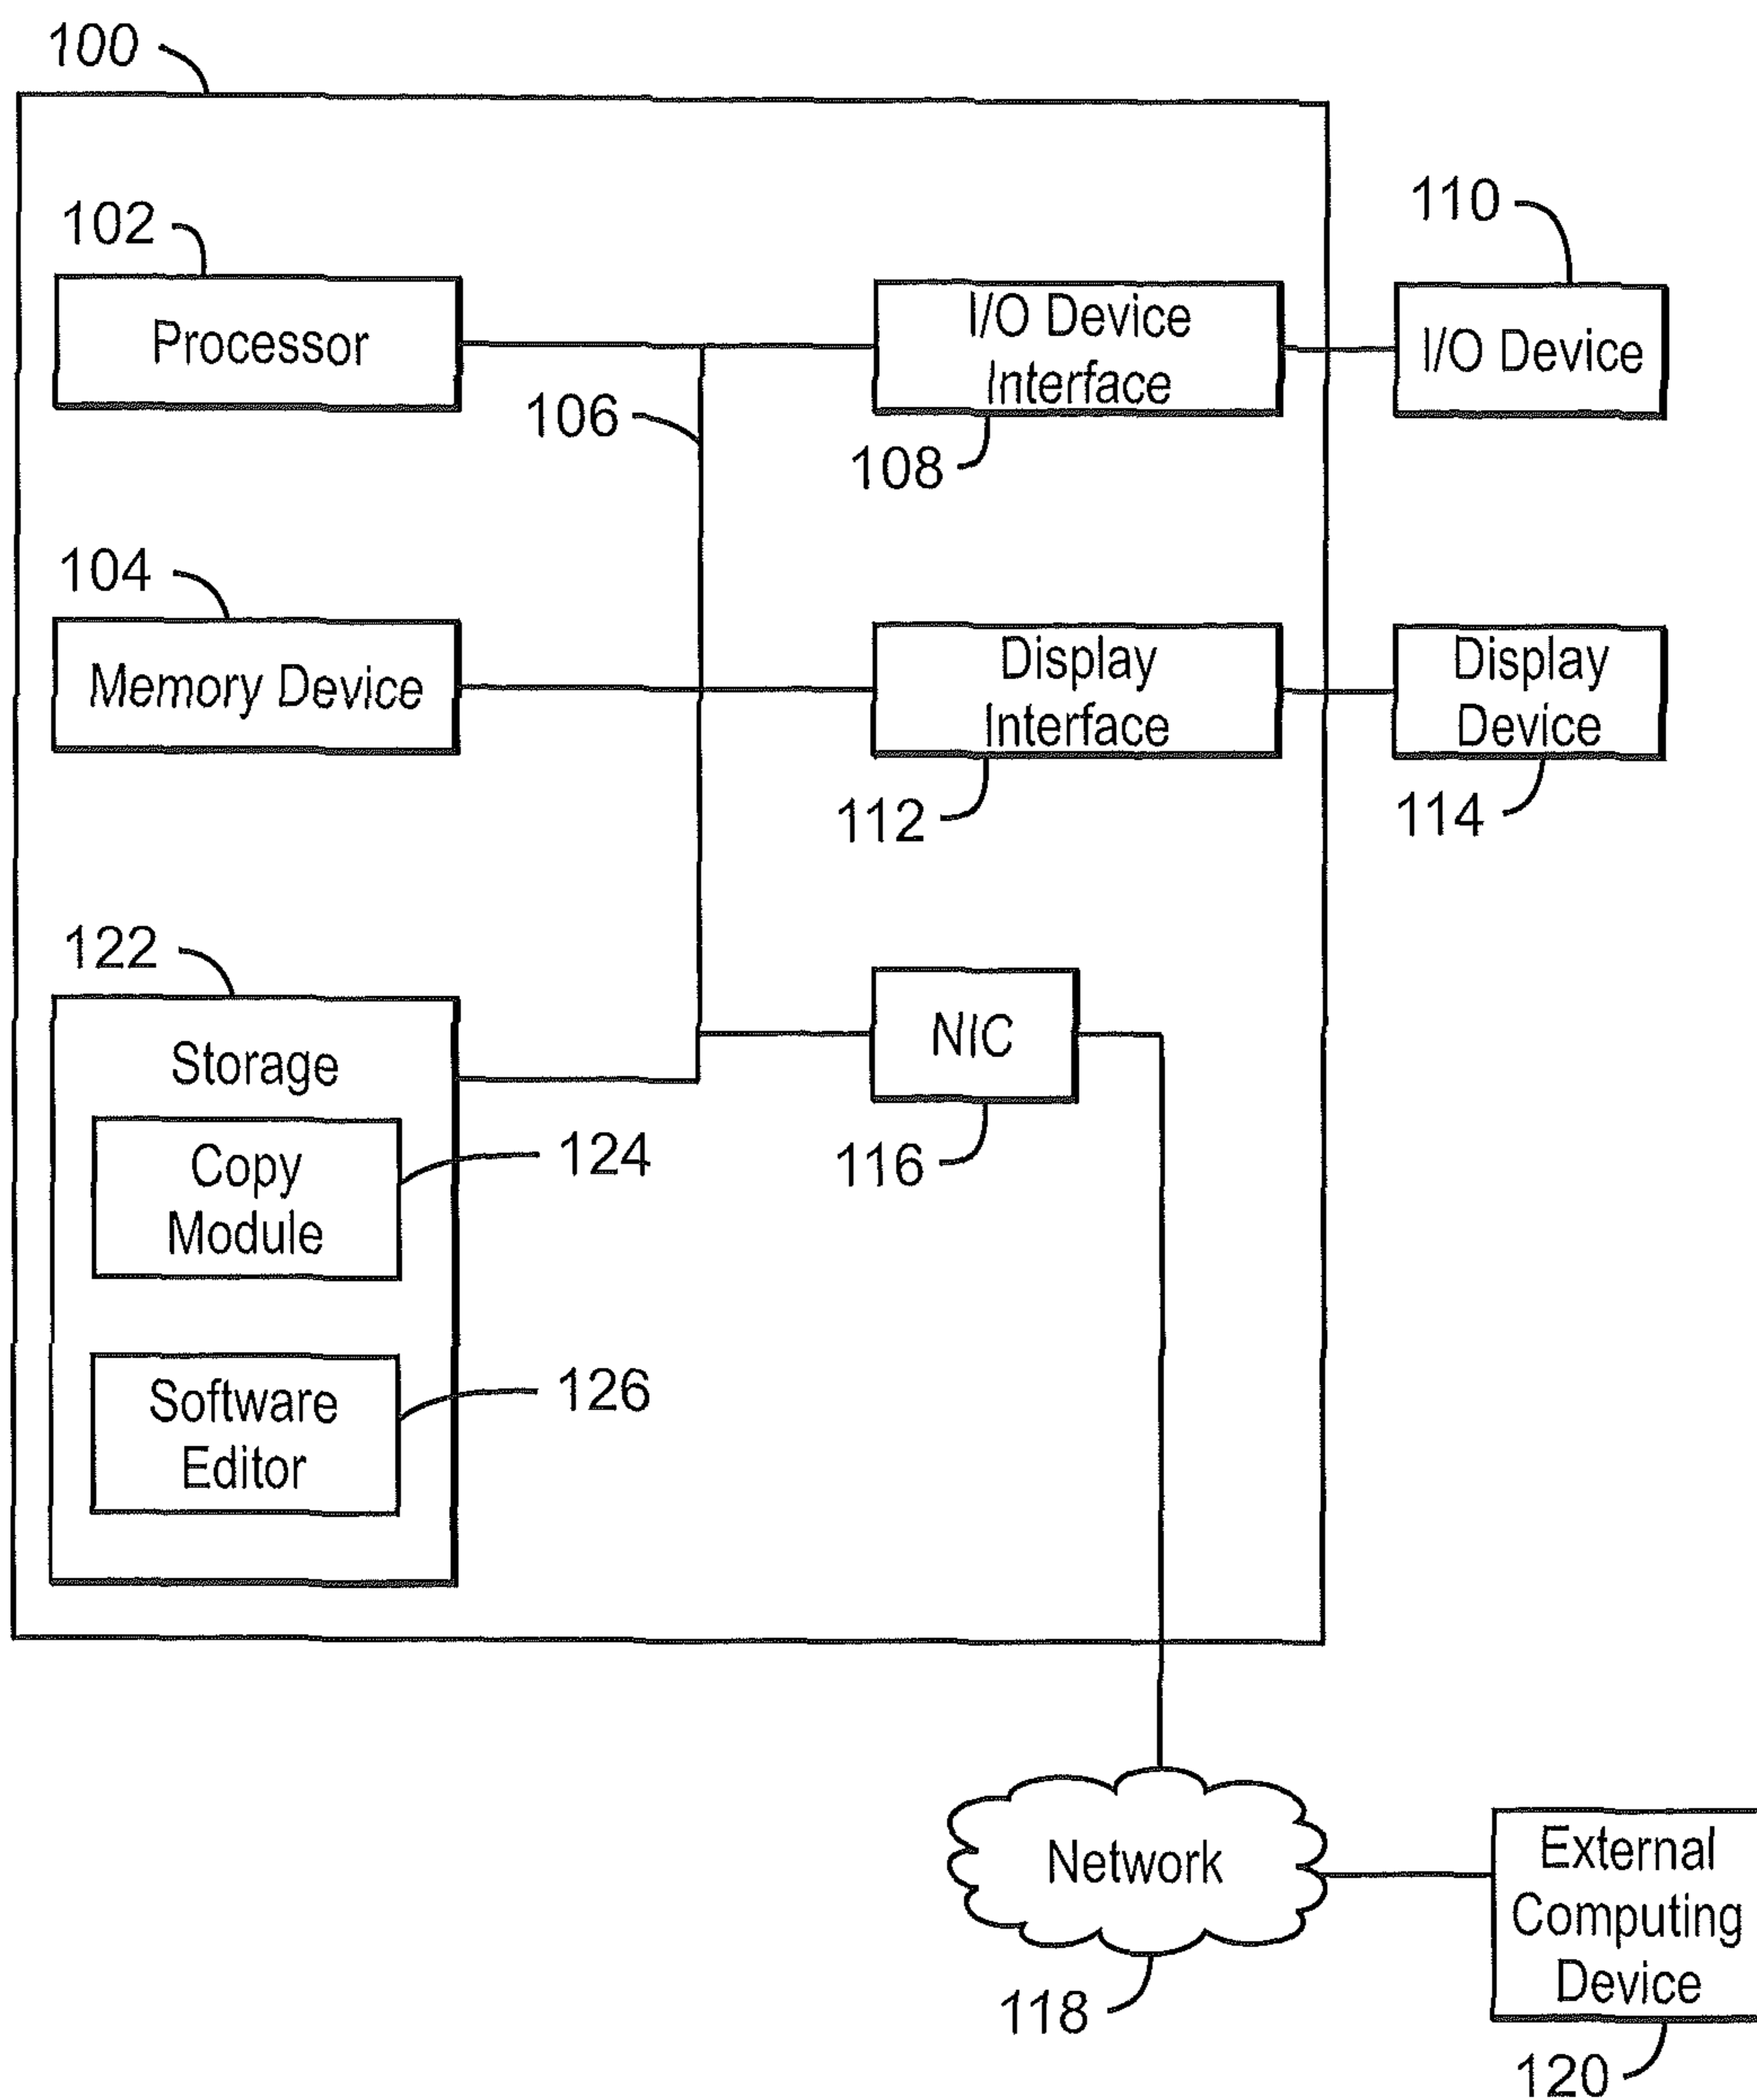 100
102
110
Processor
I/O Device
Interface
I/O Device
106
108
104
Memory Device
Display
Interface
Display
Device
112
114
122
Storage
NIC
Copy
Module
124
116
Software
Editor
126
Network
External
Computing
Device
118
120